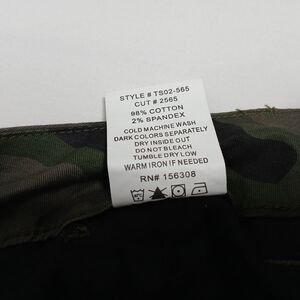 STYLE # TS02-565
CUT # 2565
98% COTTON
2% SPANDEX
COLD MACHINE WASH
DARK COLORS SEPARATELY
DRY INSIDE OUT
DO NOT BLEACH
TUMBLE DRY LOW
WARM IRON IF NEEDED
RN# 156308